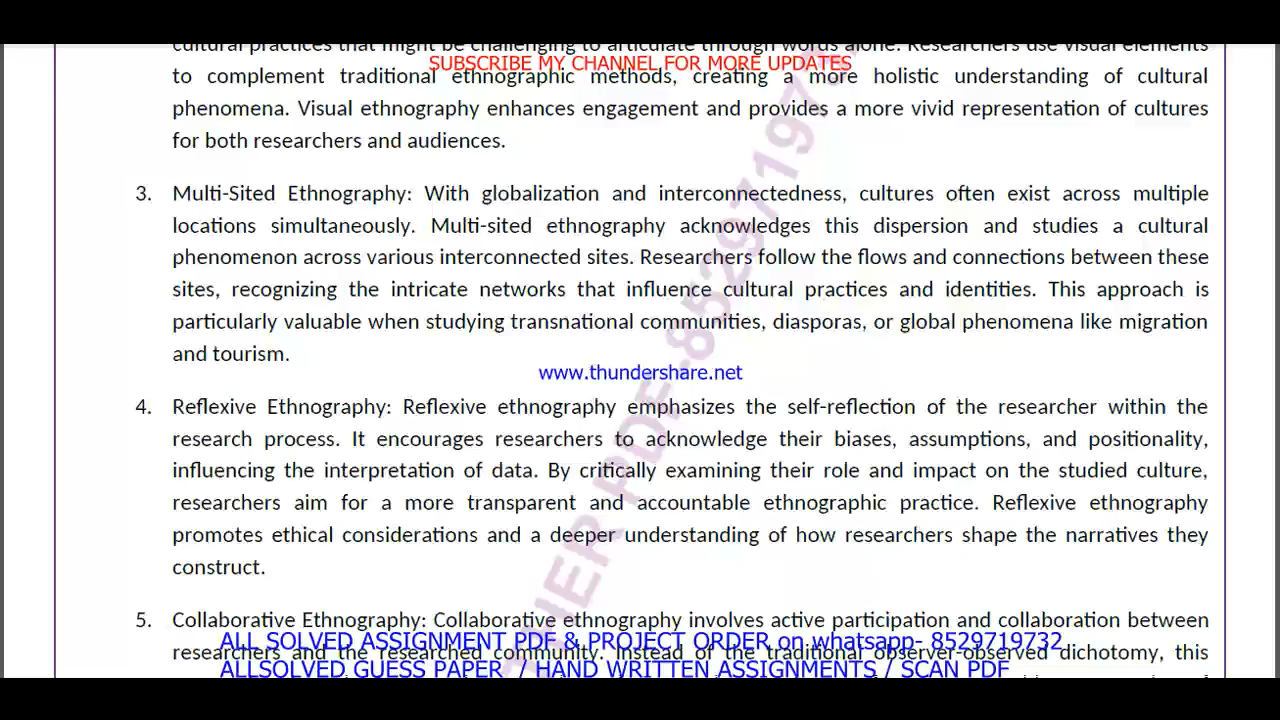 cultural practices that might be challenging to articulate through words alone. Researchers use visual elements
SUBSCRIBE MY CHANNEL FOR MORE UPDATES
to complement traditional ethnographic methods, creating a more holistic understanding of cultural
phenomena. Visual ethnography enhances engagement and provides a more vivid representation of cultures
for both researchers and audiences.
3. Multi-Sited Ethnography: With globalization and interconnectedness, cultures often exist across multiple
locations simultaneously. Multi-sited ethnography acknowledges this dispersion and studies a cultural
phenomenon across various interconnected sites. Researchers follow the flows and connections between these
sites, recognizing the intricate networks that influence cultural practices and identities. This approach is
particularly valuable when studying transnational communities, diasporas, or global phenomena like migration
and tourism.
www.thundershare.net
4. Reflexive Ethnography: Reflexive ethnography emphasizes the self-reflection of the researcher within the
research process. It encourages researchers to acknowledge their biases, assumptions, and positionality,
influencing the interpretation of data. By critically examining their role and impact on the studied culture,
researchers aim for a more transparent and accountable ethnographic practice. Reflexive ethnography
promotes ethical considerations and a deeper understanding of how researchers shape the narratives they
construct.
5. Collaborative Ethnography: Collaborative ethnography involves active participation and collaboration between
ALL SOLVED ASSIGNMENT PDF & PROJECT ORDER on whatsapp- 8529719732
researchers and the researched community. Instead of the traditional observer-observed dichotomy, this
ALLSOLVED GUESS PAPER / HAND WRITTEN ASSIGNMENTS / SCAN PDF
THER PDF-85297197